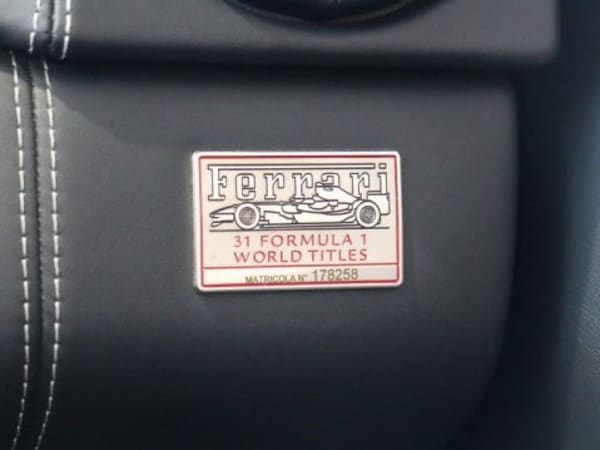 Ferrari
31 FORMULA 1
WORLD TITLES
MATRICOLA N° 178258